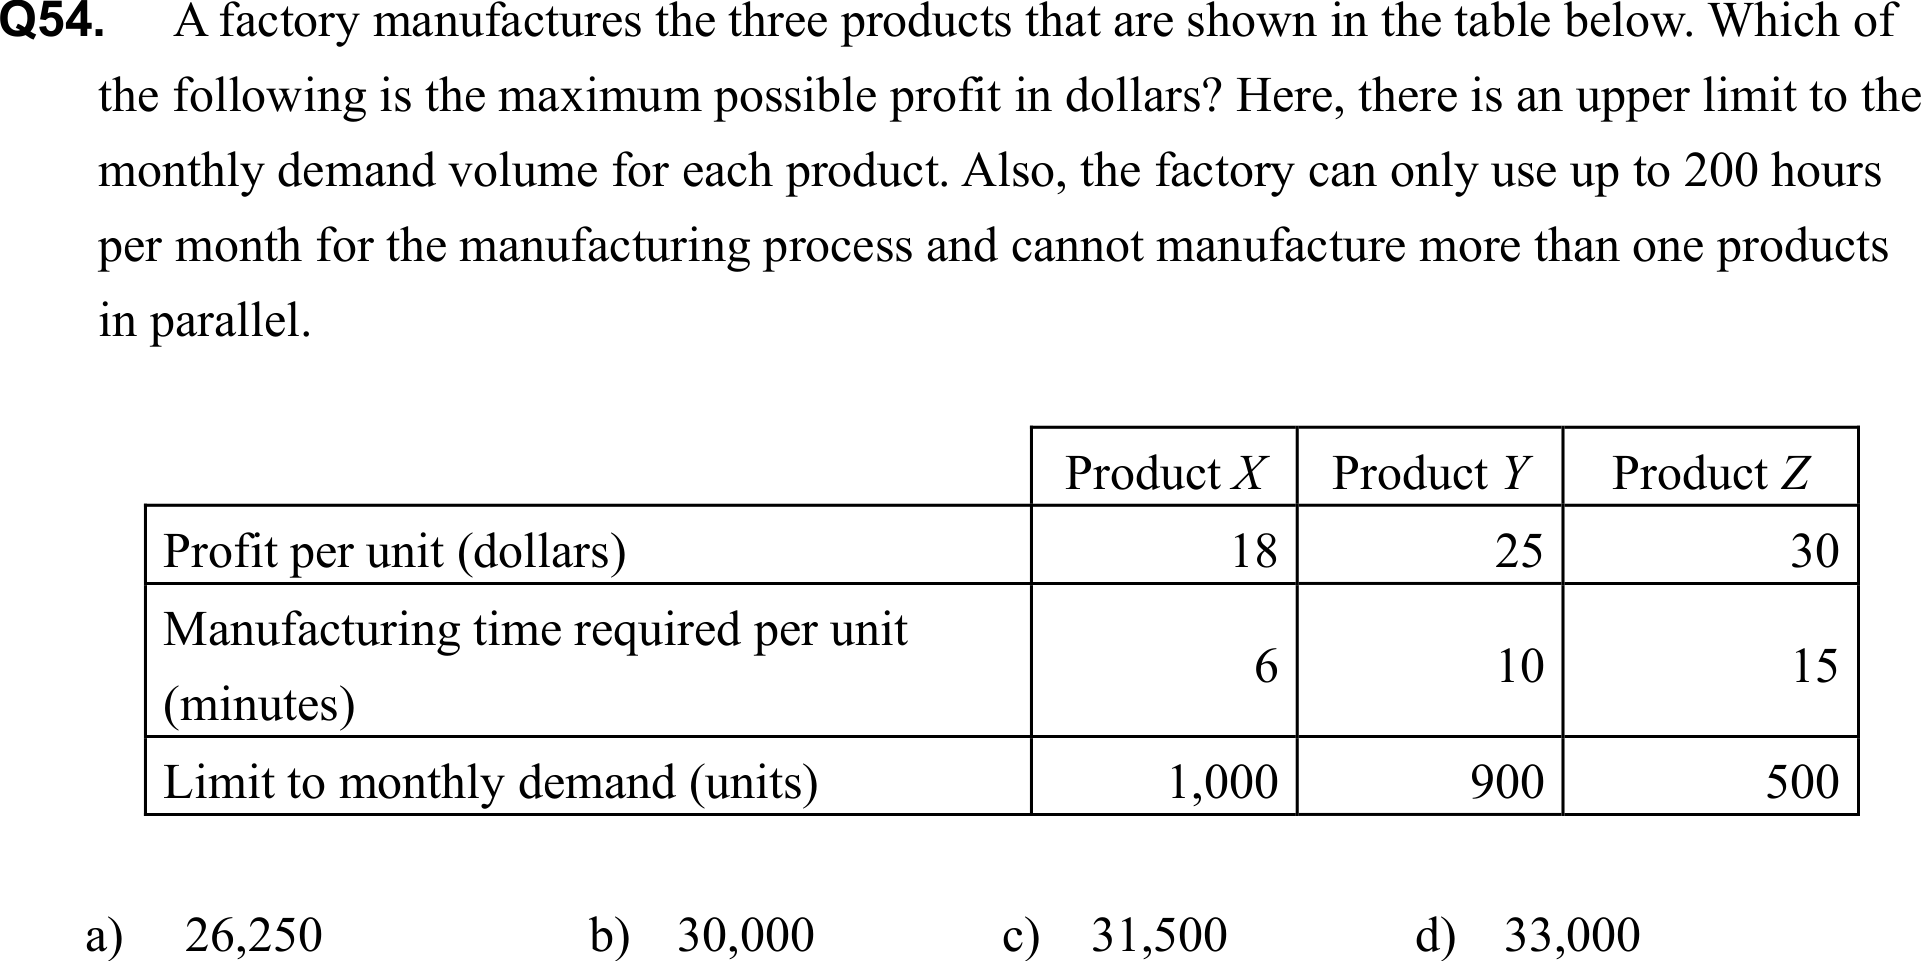 Q54. A factory manufactures the three products that are shown in the table below. Which of
the following is the maximum possible profit in dollars? Here, there is an upper limit to the
monthly demand volume for each product. Also, the factory can only use up to 200 hours
per month for the manufacturing process and cannot manufacture more than one products
in parallel.
Product X Product Y Product Z
Profit per unit (dollars) 18 25 30
Manufacturing time required per unit
(minutes) 6 10 15
Limit to monthly demand (units) 1,000 900 500
a) 26,250 b) 30,000 c) 31,500 d) 33,000